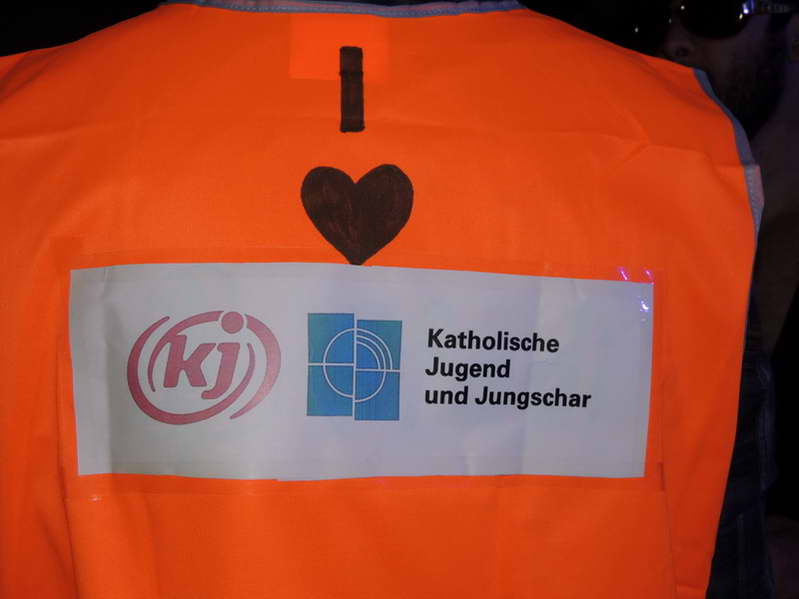 I
kj
Katholische
Jugend
und Jungschar